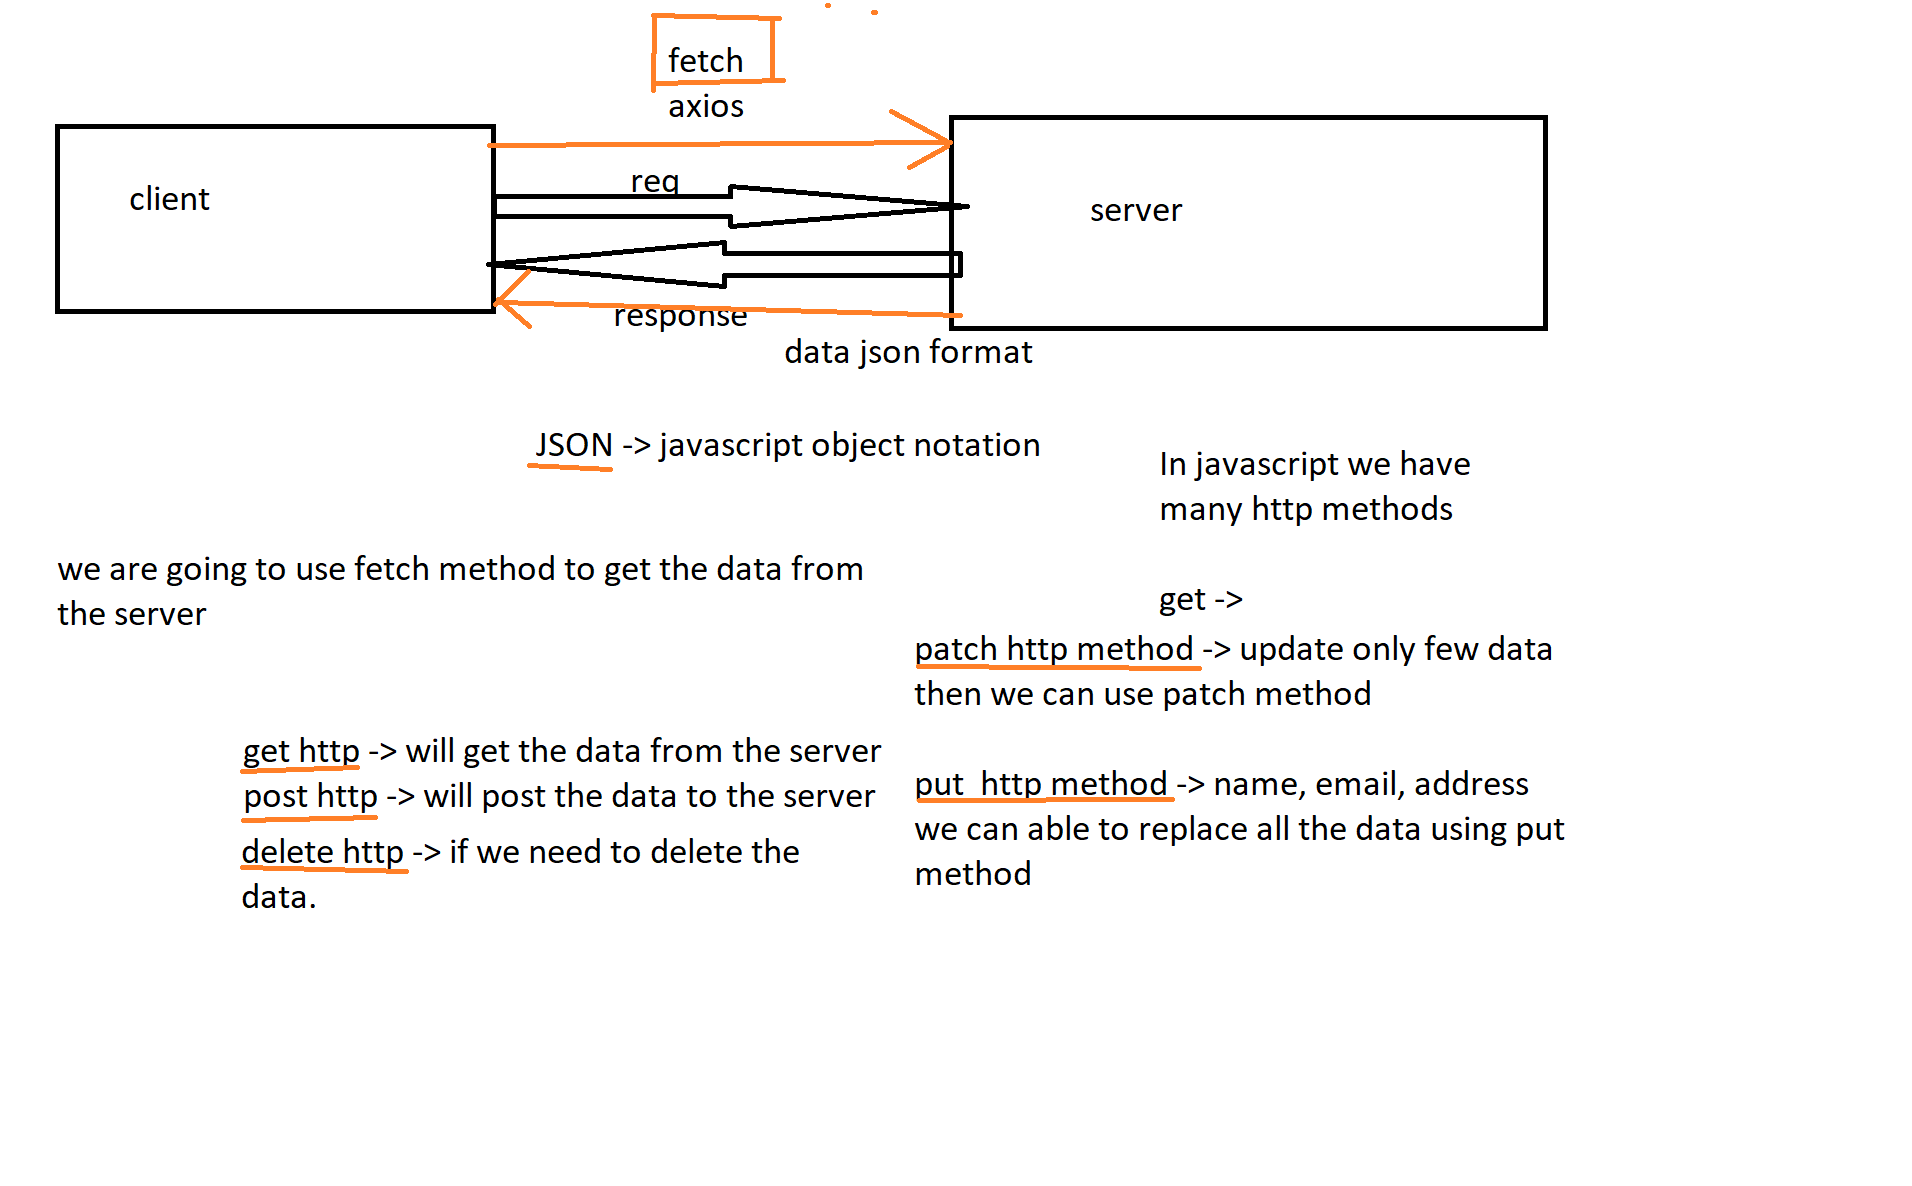 fetch
axios
client
req
server
response
data json format
JSON -> javascript object notation
In javascript we have
many http methods
we are going to use fetch method to get the data from
the server
get ->
patch http method -> update only few data
then we can use patch method
get http -> will get the data from the server
post http -> will post the data to the server
delete http -> if we need to delete the
data.
put  http method -> name, email, address
we can able to replace all the data using put
method